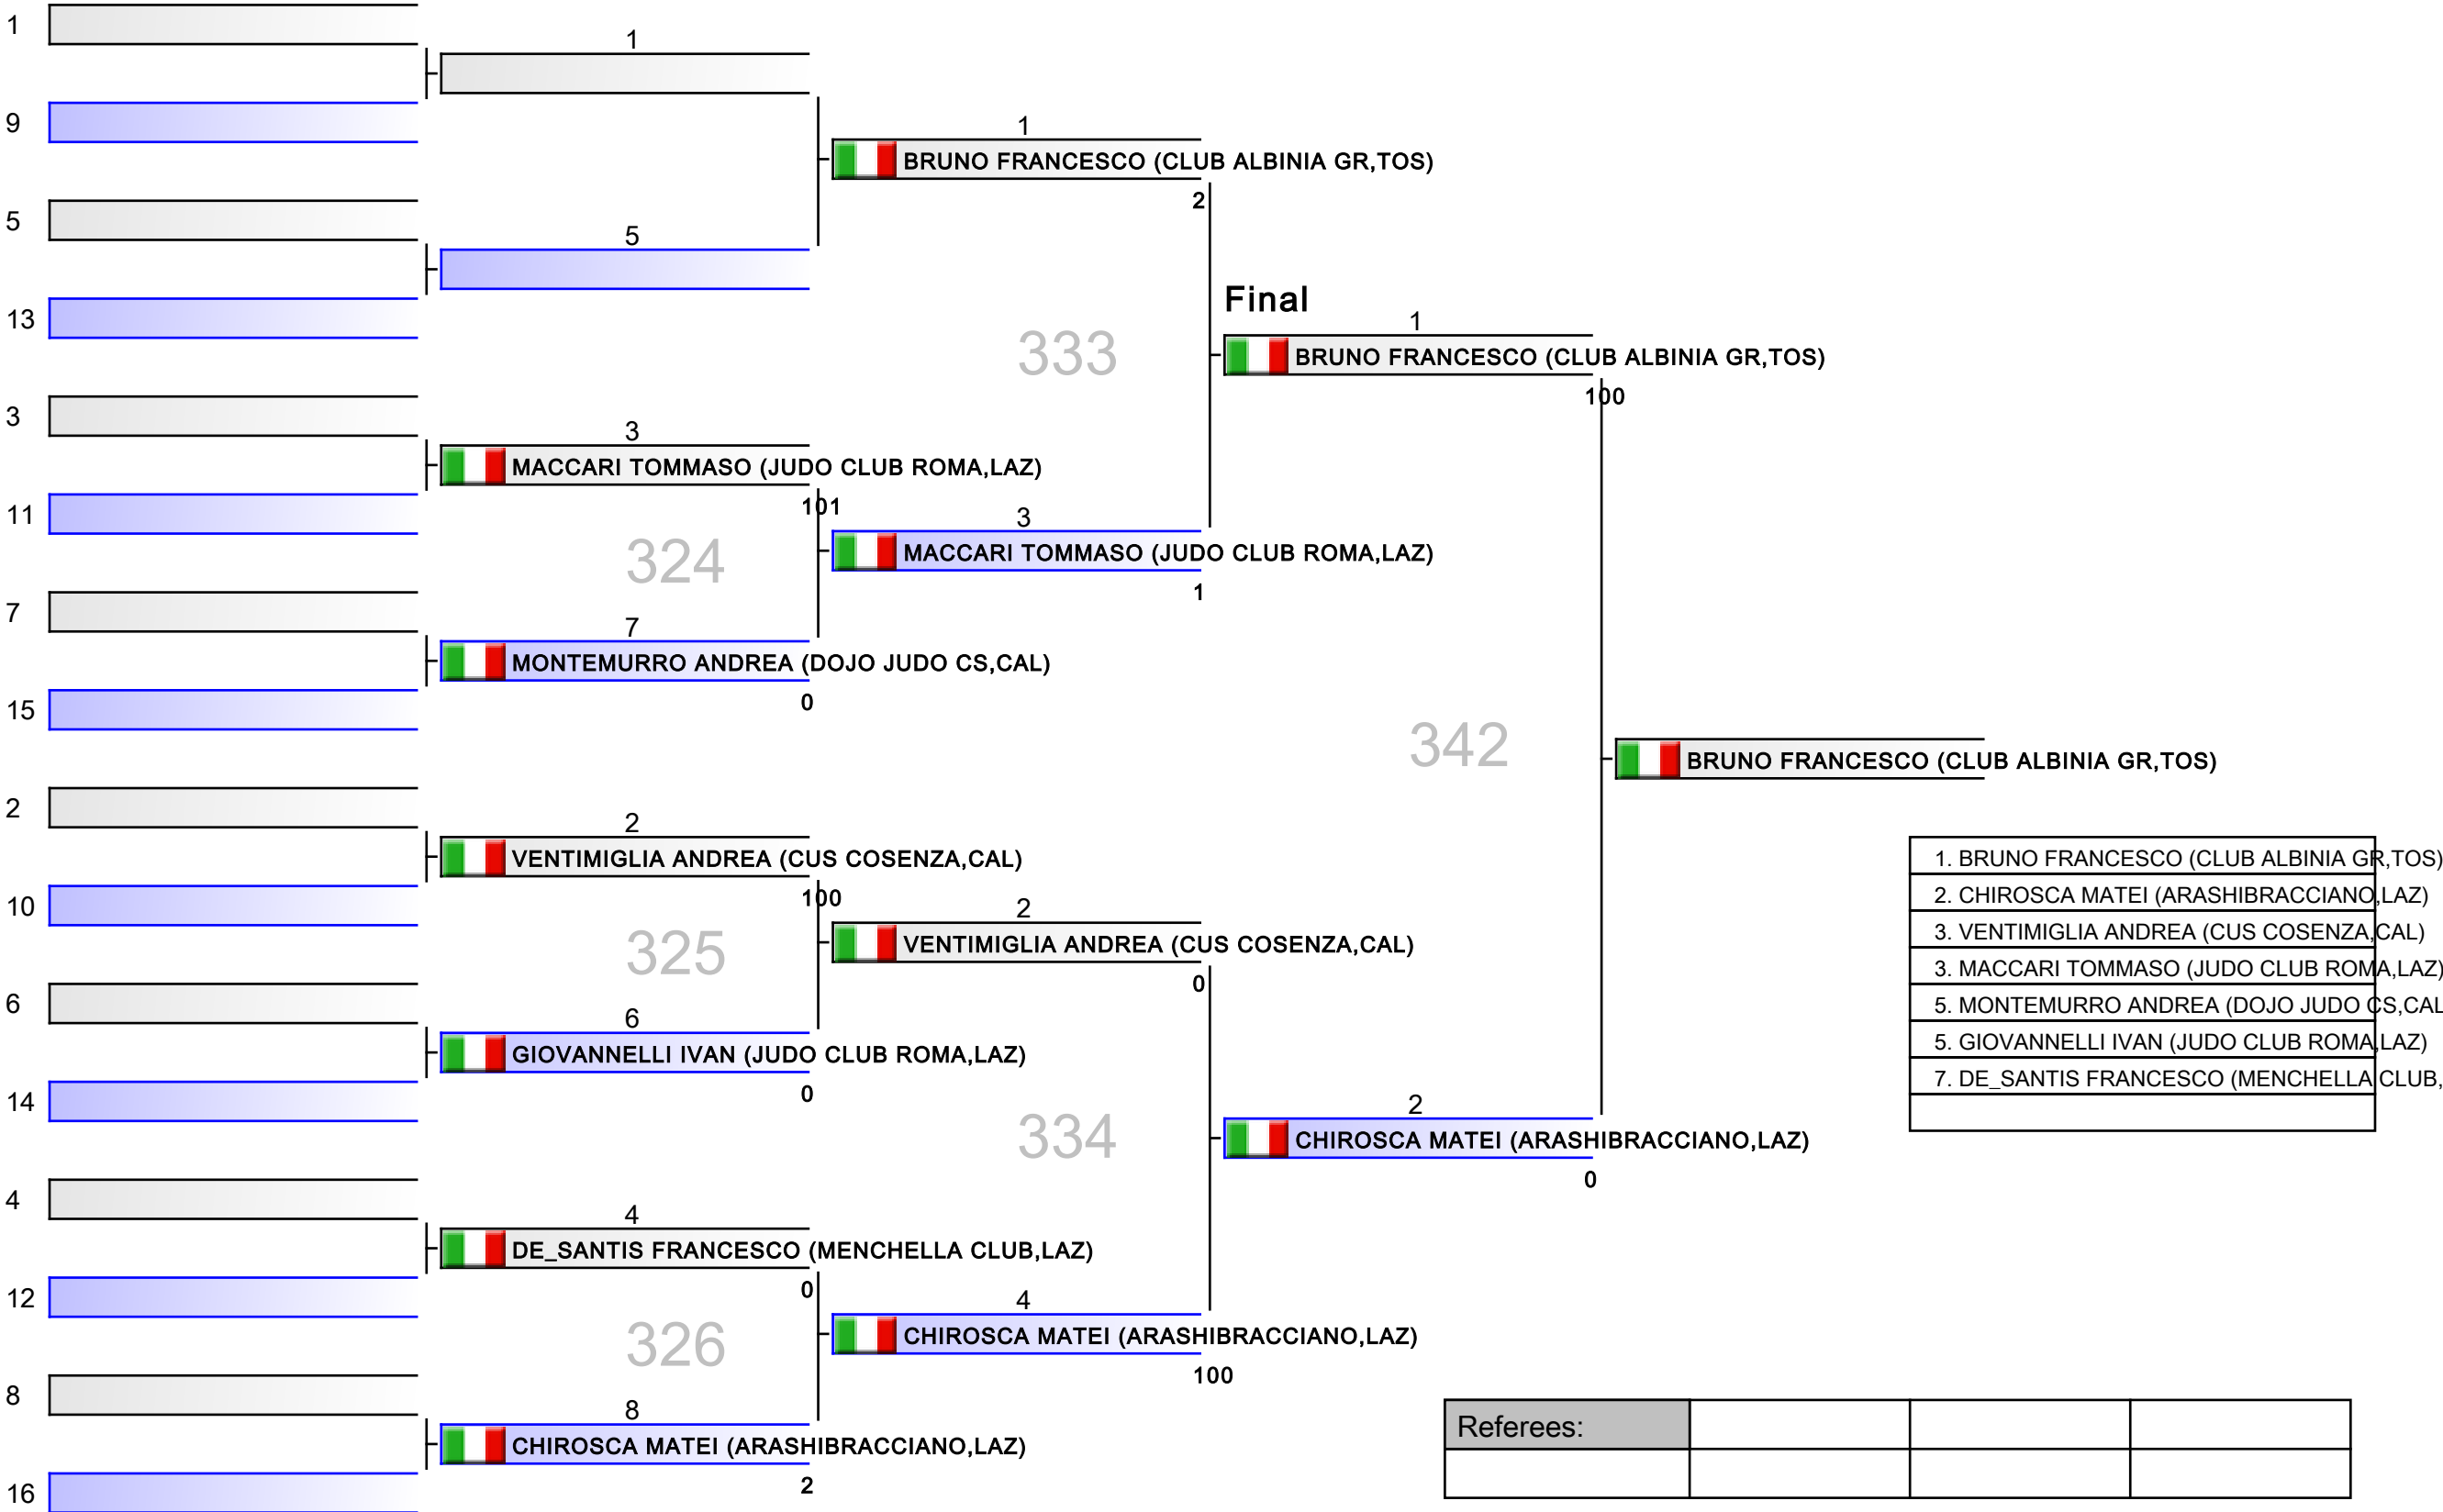 1
1
9
1
BRUNO FRANCESCO (CLUB ALBINIA GR,TOS)
2
5
5
13
Final
333
1
BRUNO FRANCESCO (CLUB ALBINIA GR,TOS)
100
3
3
MACCARI TOMMASO (JUDO CLUB ROMA,LAZ)
101
11
3
MACCARI TOMMASO (JUDO CLUB ROMA,LAZ)
324
1
7
7
MONTEMURRO ANDREA (DOJO JUDO CS,CAL)
0
15
342
BRUNO FRANCESCO (CLUB ALBINIA GR,TOS)
2
2
VENTIMIGLIA ANDREA (CUS COSENZA,CAL)
100
10
2
VENTIMIGLIA ANDREA (CUS COSENZA,CAL)
325
0
6
6
GIOVANNELLI IVAN (JUDO CLUB ROMA,LAZ)
0
14
334
2
CHIROSCA MATEI (ARASHIBRACCIANO,LAZ)
0
1. BRUNO FRANCESCO (CLUB ALBINIA GR,TOS)
2. CHIROSCA MATEI (ARASHIBRACCIANO,LAZ)
3. VENTIMIGLIA ANDREA (CUS COSENZA,CAL)
3. MACCARI TOMMASO (JUDO CLUB ROMA,LAZ)
5. MONTEMURRO ANDREA (DOJO JUDO CS,CAL
5. GIOVANNELLI IVAN (JUDO CLUB ROMA,LAZ)
7. DE_SANTIS FRANCESCO (MENCHELLA CLUB,
4
4
DE_SANTIS FRANCESCO (MENCHELLA CLUB,LAZ)
0
12
4
CHIROSCA MATEI (ARASHIBRACCIANO,LAZ)
326
100
8
8
CHIROSCA MATEI (ARASHIBRACCIANO,LAZ)
2
16
Referees: